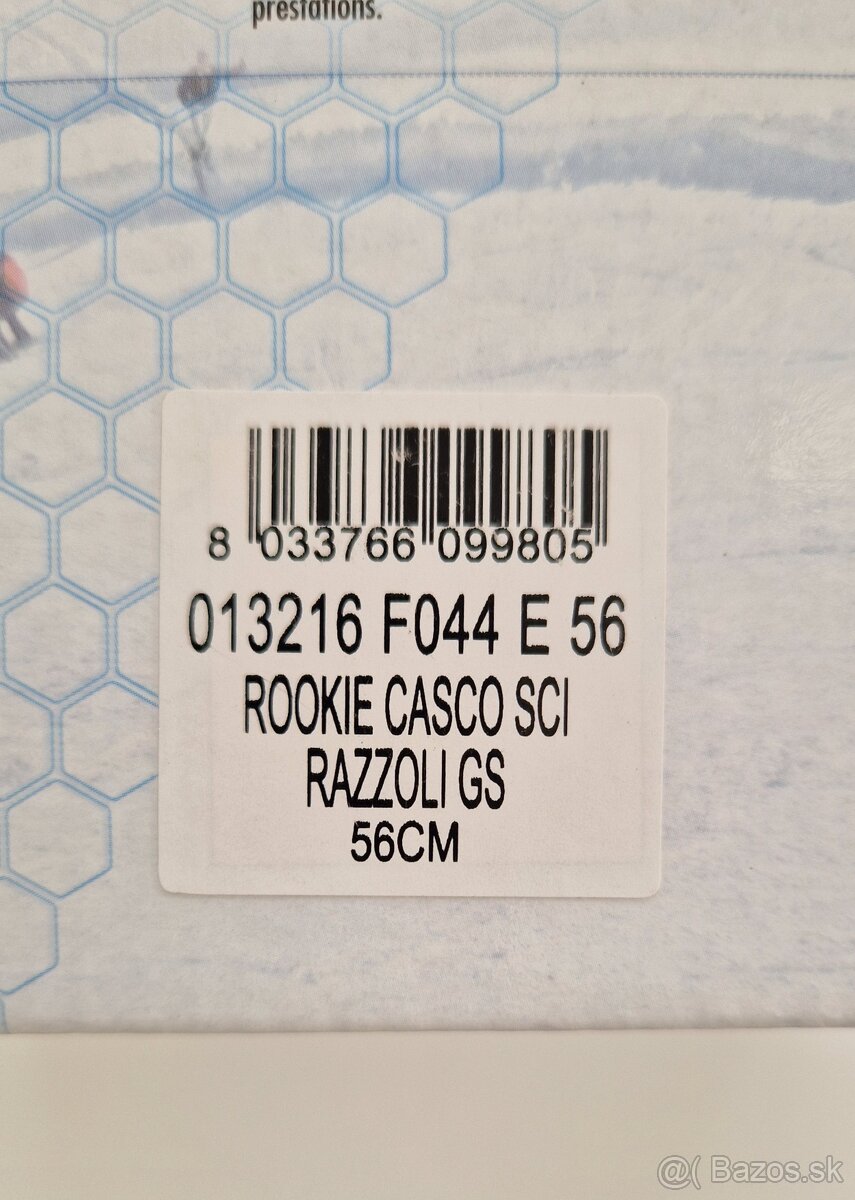 prestations.
8 033766 099805
013216 F044 E 56
ROOKIE CASCO SCI
RAZZOLI GS
56CM
@( Bazos.sk